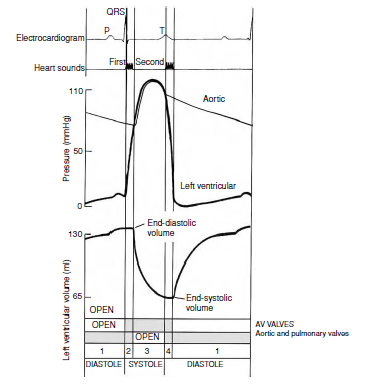 QRS
P
T
Electrocardiogram
Heart sounds
First
Second
110
Aortic
Pressure (mmHg)
50
Left ventricular
0
End-diastolic
volume
130
Left ventricular volume (ml)
65
End-systolic
volume
OPEN
OPEN
AV VALVES
OPEN
Aortic and pulmonary valves
1 2 3 4 1
DIASTOLE SYSTOLE DIASTOLE